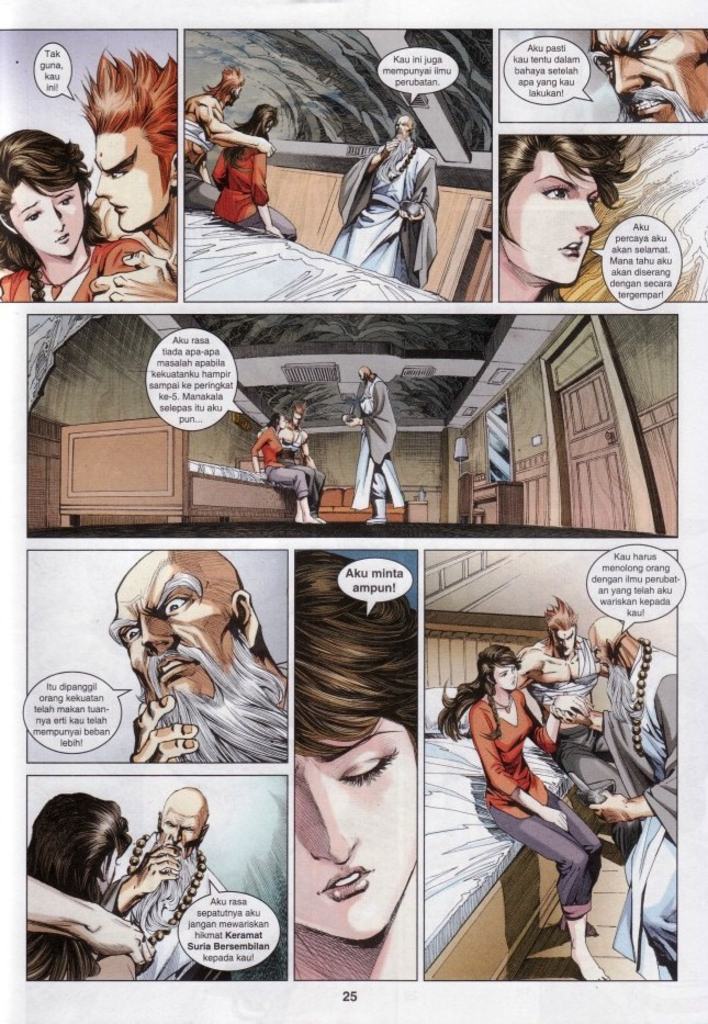 Tak
guna,
kau
ini!
Kau ini juga
mempunyai ilmu
perubatan.
Aku pasti
kau tentu dalam
bahaya setelah
apa yang kau
lakukan!
Aku
percaya aku
akan selamat.
Mana tahu aku
akan diserang
dengan secara
tergempar!
Aku rasa
tiada apa-apa
masalah apabila
kekuatanku hampir
sampai ke peringkat
ke-5. Manakala
selepas itu aku
pun...
Itu dipanggil
orang kekuatan
telah makan tuan-
nya erti kau telah
mempunyai beban
lebih!
Aku minta
ampun!
Kau harus
menolong orang
dengan ilmu perubat-
an yang telah aku
wariskan kepada
kau!
Aku rasa
sepatutnya aku
jangan mewariskan
hikmat Keramat
Suria Bersembilan
kepada kau!
25